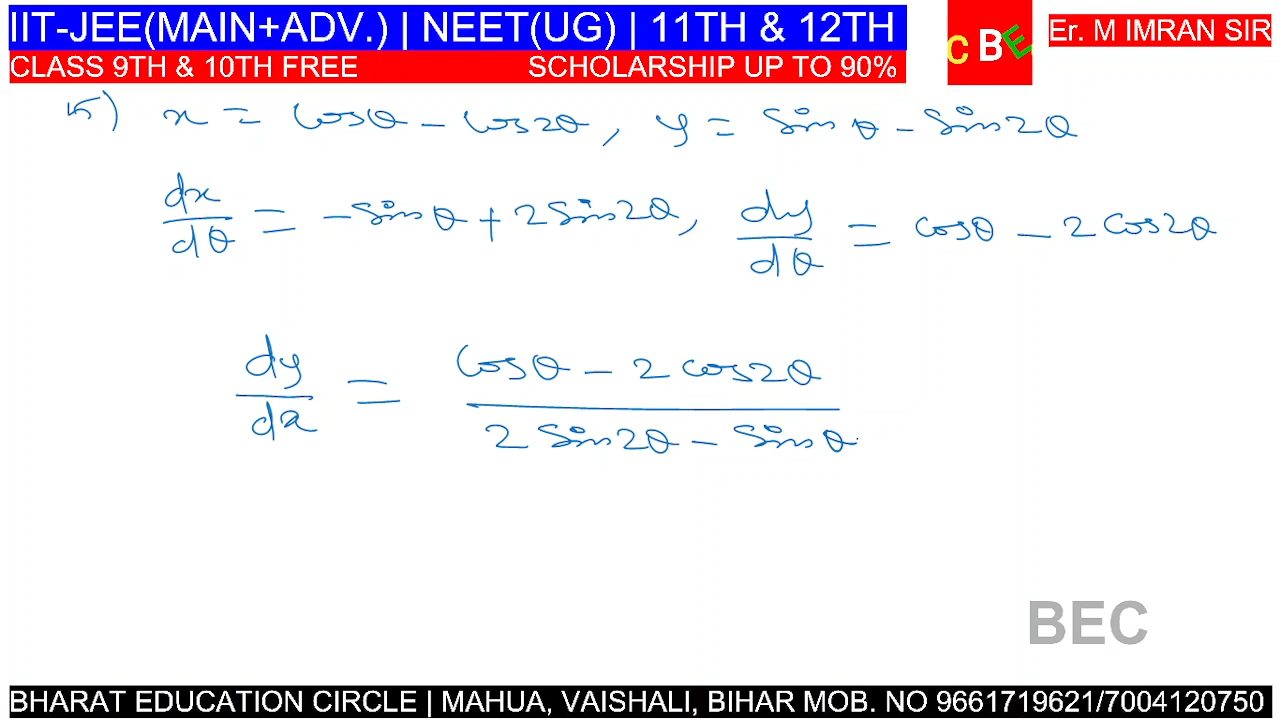 IIT-JEE(MAIN+ADV.) | NEET(UG) | 11TH & 12TH
CBE
Er. M IMRAN SIR
CLASS 9TH & 10TH FREE SCHOLARSHIP UP TO 90%
5) x = cosθ - cos2θ, y = sinθ - sin2θ
dx/dθ = -sinθ + 2sin2θ, dy/dθ = cosθ - 2cos2θ
dy/dx = (cosθ - 2cos2θ)/(2sin2θ - sinθ)
BEC
BHARAT EDUCATION CIRCLE | MAHUA, VAISHALI, BIHAR MOB. NO 9661719621/7004120750